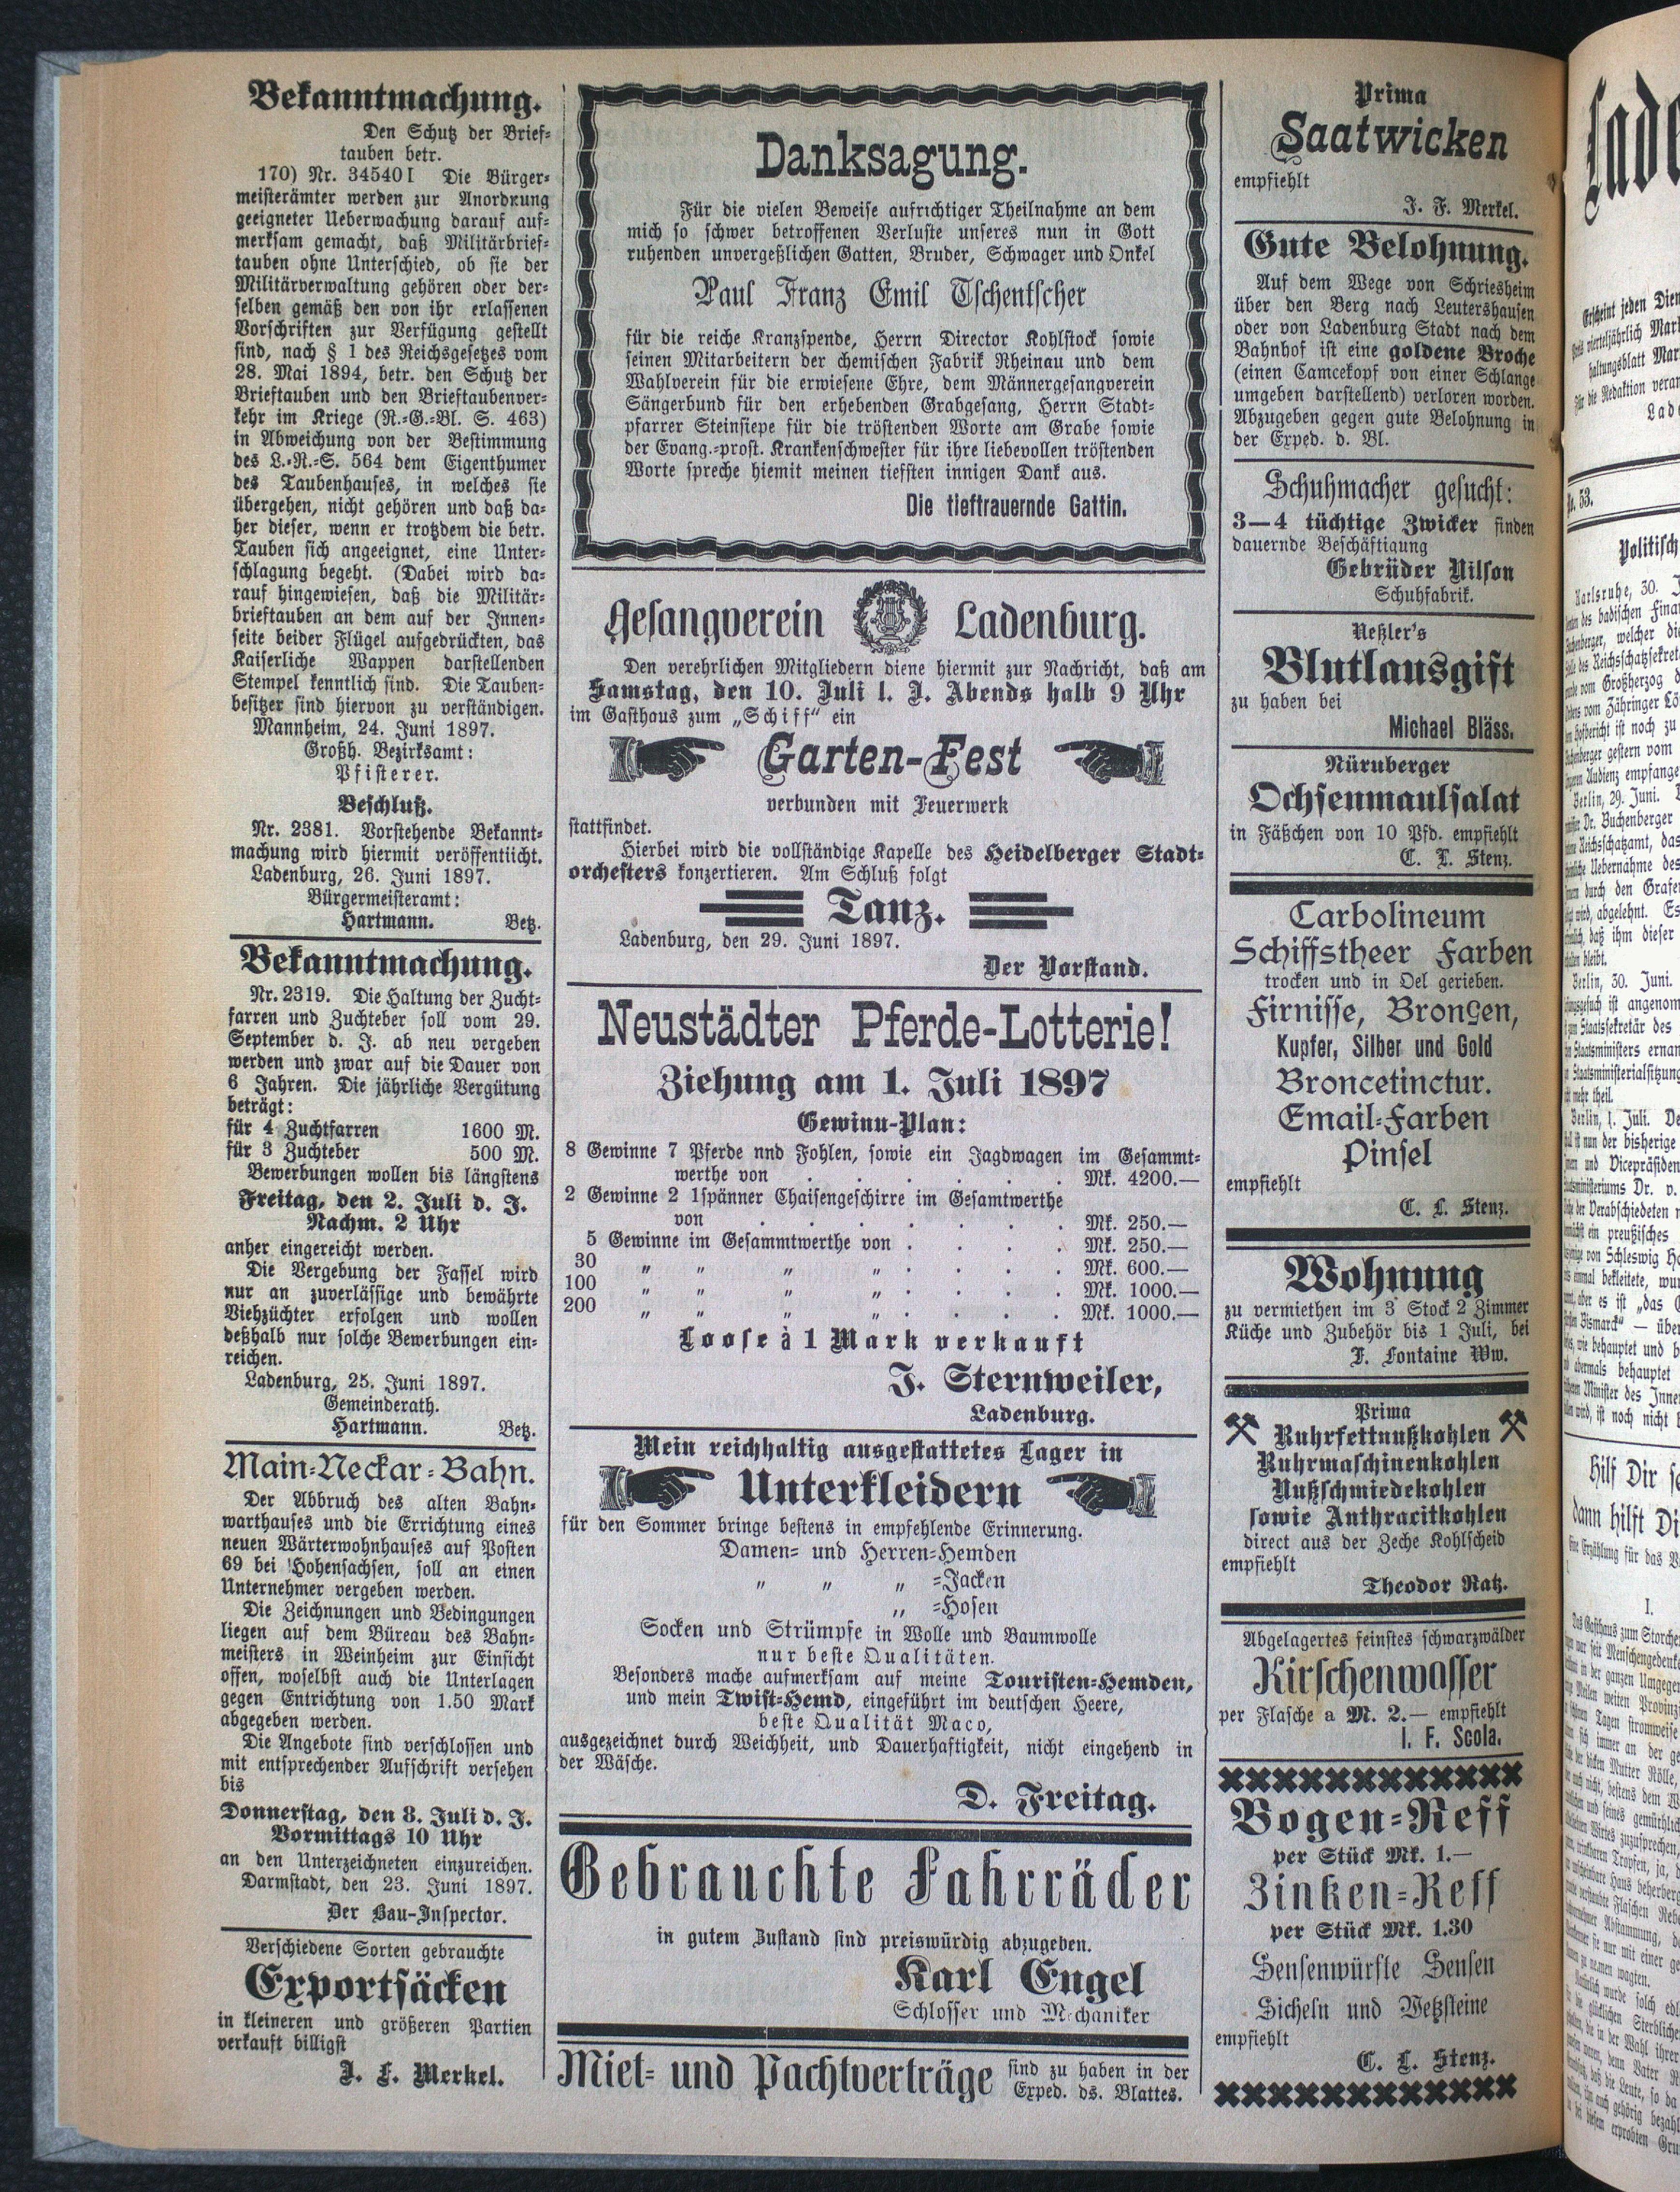 Bekanntmachung.
Den Schutz der Brief-
tauben betr.
170) Nr. 34540 I Die Bürger-
meisterämter werden zur Anordnung
geeigneter Ueberwachung darauf auf-
merksam gemacht, daß Militärbrief-
tauben ohne Unterschied, ob sie der
Militärverwaltung gehören oder der-
selben gemäß den von ihr erlassenen
Vorschriften zur Verfügung gestellt
sind, nach § 1 des Reichsgesetzes vom
28. Mai 1894, betr. den Schutz der
Brieftauben und den Brieftaubenver-
kehr im Kriege (R.-G.-Bl. S. 463)
in Abweichung von der Bestimmung
des L.-R.-S. 564 dem Eigenthumer
des Taubenhauses, in welches sie
übergehen, nicht gehören und daß da-
her dieser, wenn er trotzdem die betr.
Tauben sich angeeignet, eine Unter-
schlagung begeht. (Dabei wird da-
rauf hingewiesen, daß die Militär-
brieftauben an dem auf der Innen-
seite beider Flügel aufgedrückten, das
Kaiserliche Wappen darstellenden
Stempel kenntlich sind. Die Tauben-
besitzer sind hiervon zu verständigen.
Mannheim, 24. Juni 1897.
Großh. Bezirksamt:
Pfisterer.
Beschluß.
Nr. 2381. Vorstehende Bekannt-
machung wird hiermit veröffentiicht.
Ladenburg, 26. Juni 1897.
Bürgermeisteramt:
Hartmann. Betz.
Bekanntmachung.
Nr. 2319. Die Haltung der Zucht-
farren und Zuchteber soll vom 29.
September d. J. ab neu vergeben
werden und zwar auf die Dauer von
6 Jahren. Die jährliche Vergütung
beträgt:
für 4 Zuchtfarren 1600 M.
für 3 Zuchteber 500 M.
Bewerbungen wollen bis längstens
Freitag, den 2. Juli d. J.
Nachm. 2 Uhr
anher eingereicht werden.
Die Vergebung der Fassel wird
nur an zuverlässige und bewährte
Viehzüchter erfolgen und wollen
deßhalb nur solche Bewerbungen ein-
reichen.
Ladenburg, 25. Juni 1897.
Gemeinderath.
Hartmann. Betz.
Main-Neckar-Bahn.
Der Abbruch des alten Bahn-
warthauses und die Errichtung eines
neuen Wärterwohnhauses auf Posten
69 bei Hohensachsen, soll an einen
Unternehmer vergeben werden.
Die Zeichnungen und Bedingungen
liegen auf dem Büreau des Bahn-
meisters in Weinheim zur Einsicht
offen, woselbst auch die Unterlagen
gegen Entrichtung von 1.50 Mark
abgegeben werden.
Die Angebote sind verschlossen und
mit entsprechender Aufschrift versehen
bis
Donnerstag, den 8. Juli d. J.
Vormittags 10 Uhr
an den Unterzeichneten einzureichen.
Darmstadt, den 23. Juni 1897.
Der Bau-Inspector.
Verschiedene Sorten gebrauchte
Exportsäcken
in kleineren und größeren Partien
verkauft billigst
J. F. Merkel.
Danksagung.
Für die vielen Beweise aufrichtiger Theilnahme an dem
mich so schwer betroffenen Verluste unseres nun in Gott
ruhenden unvergeßlichen Gatten, Bruder, Schwager und Onkel
Paul Franz Emil Tschentscher
für die reiche Kranzspende, Herrn Director Kohlstock sowie
seinen Mitarbeitern der chemischen Fabrik Rheinau und dem
Wahlverein für die erwiesene Ehre, dem Männergesangverein
Sängerbund für den erhebenden Grabgesang, Herrn Stadt-
pfarrer Steinsiepe für die tröstenden Worte am Grabe sowie
der Evang.-prost. Krankenschwester für ihre liebevollen tröstenden
Worte spreche hiemit meinen tiefsten innigen Dank aus.
Die tieftrauernde Gattin.
Gesangverein Ladenburg.
Den verehrlichen Mitgliedern diene hiermit zur Nachricht, daß am
Samstag, den 10. Juli l. J. Abends halb 9 Uhr
im Gasthaus zum „Schiff“ ein
Garten-Fest
verbunden mit Feuerwerk
stattfindet.
Hierbei wird die vollständige Kapelle des Heidelberger Stadt-
orchesters konzertieren. Am Schluß folgt
Tanz.
Ladenburg, den 29. Juni 1897.
Der Vorstand.
Neustädter Pferde-Lotterie!
Ziehung am 1. Juli 1897
Gewinn-Plan:
8 Gewinne 7 Pferde nnd Fohlen, sowie ein Jagdwagen im Gesammt-
werthe von . . . . . . Mk. 4200.—
2 Gewinne 2 1spänner Chaisengeschirre im Gesamtwerthe
von . . . . . . . Mk. 250.—
5 Gewinne im Gesammtwerthe von . . . . Mk. 250.—
30 „ „ „ „ . . . . Mk. 600.—
100 „ „ „ „ . . . . Mk. 1000.—
200 „ „ „ „ . . . . Mk. 1000.—
Loose à 1 Mark verkauft
J. Sternweiler,
Ladenburg.
Mein reichhaltig ausgestattetes Lager in
Unterkleidern
für den Sommer bringe bestens in empfehlende Erinnerung.
Damen- und Herren-Hemden
„ „ „ -Jacken
„ -Hosen
Socken und Strümpfe in Wolle und Baumwolle
nur beste Qualitäten.
Besonders mache aufmerksam auf meine Touristen-Hemden,
und mein Twist-Hemd, eingeführt im deutschen Heere,
beste Qualität Maco,
ausgezeichnet durch Weichheit, und Dauerhaftigkeit, nicht eingehend in
der Wäsche.
D. Freitag.
Gebrauchte Fahrräder
in gutem Zustand sind preiswürdig abzugeben.
Karl Engel
Schlosser und Mechaniker
Miet- und Pachtverträge sind zu haben in der
Exped. ds. Blattes.
Prima
Saatwicken
empfiehlt
J. F. Merkel.
Gute Belohnung.
Auf dem Wege von Schriesheim
über den Berg nach Leutershausen
oder von Ladenburg Stadt nach dem
Bahnhof ist eine goldene Broche
(einen Camcekopf von einer Schlange
umgeben darstellend) verloren worden.
Abzugeben gegen gute Belohnung in
der Exped. d. Bl.
Schuhmacher gesucht:
3—4 tüchtige Zwicker finden
dauernde Beschäftigung
Gebrüder Nilson
Schuhfabrik.
Neßler's
Blutlausgift
zu haben bei
Michael Bläss.
Nürnberger
Ochsenmaulsalat
in Fäßchen von 10 Pfd. empfiehlt
C. L. Stenz.
Carbolineum
Schiffstheer Farben
trocken und in Oel gerieben.
Firnisse, Bronßen,
Kupfer, Silber und Gold
Broncetinctur.
Email-Farben
Pinsel
empfiehlt
C. L. Stenz.
Wohnung
zu vermiethen im 3 Stock 2 Zimmer
Küche und Zubehör bis 1 Juli, bei
F. Fontaine Ww.
Prima
Ruhrfettnußkohlen
Ruhrmaschinenkohlen
Nußschmiedekohlen
sowie Anthracitkohlen
direct aus der Zeche Kohlscheid
empfiehlt
Theodor Ratz.
Abgelagertes feinstes schwarzwälder
Kirschenwasser
per Flasche a M. 2.— empfiehlt
I. F. Scola.
Bogen-Reff
per Stück Mk. 1.—
Zinken-Reff
per Stück Mk. 1.30
Sensenwürfle Sensen
Sicheln und Wetzsteine
empfiehlt
C. L. Stenz.
Nr. 53.
Karlsruhe, 30.
Berlin, 29. Juni.
Berlin, 30. Juni.
Berlin, 1. Juli.
Hilf Dir
dann hilft
I.